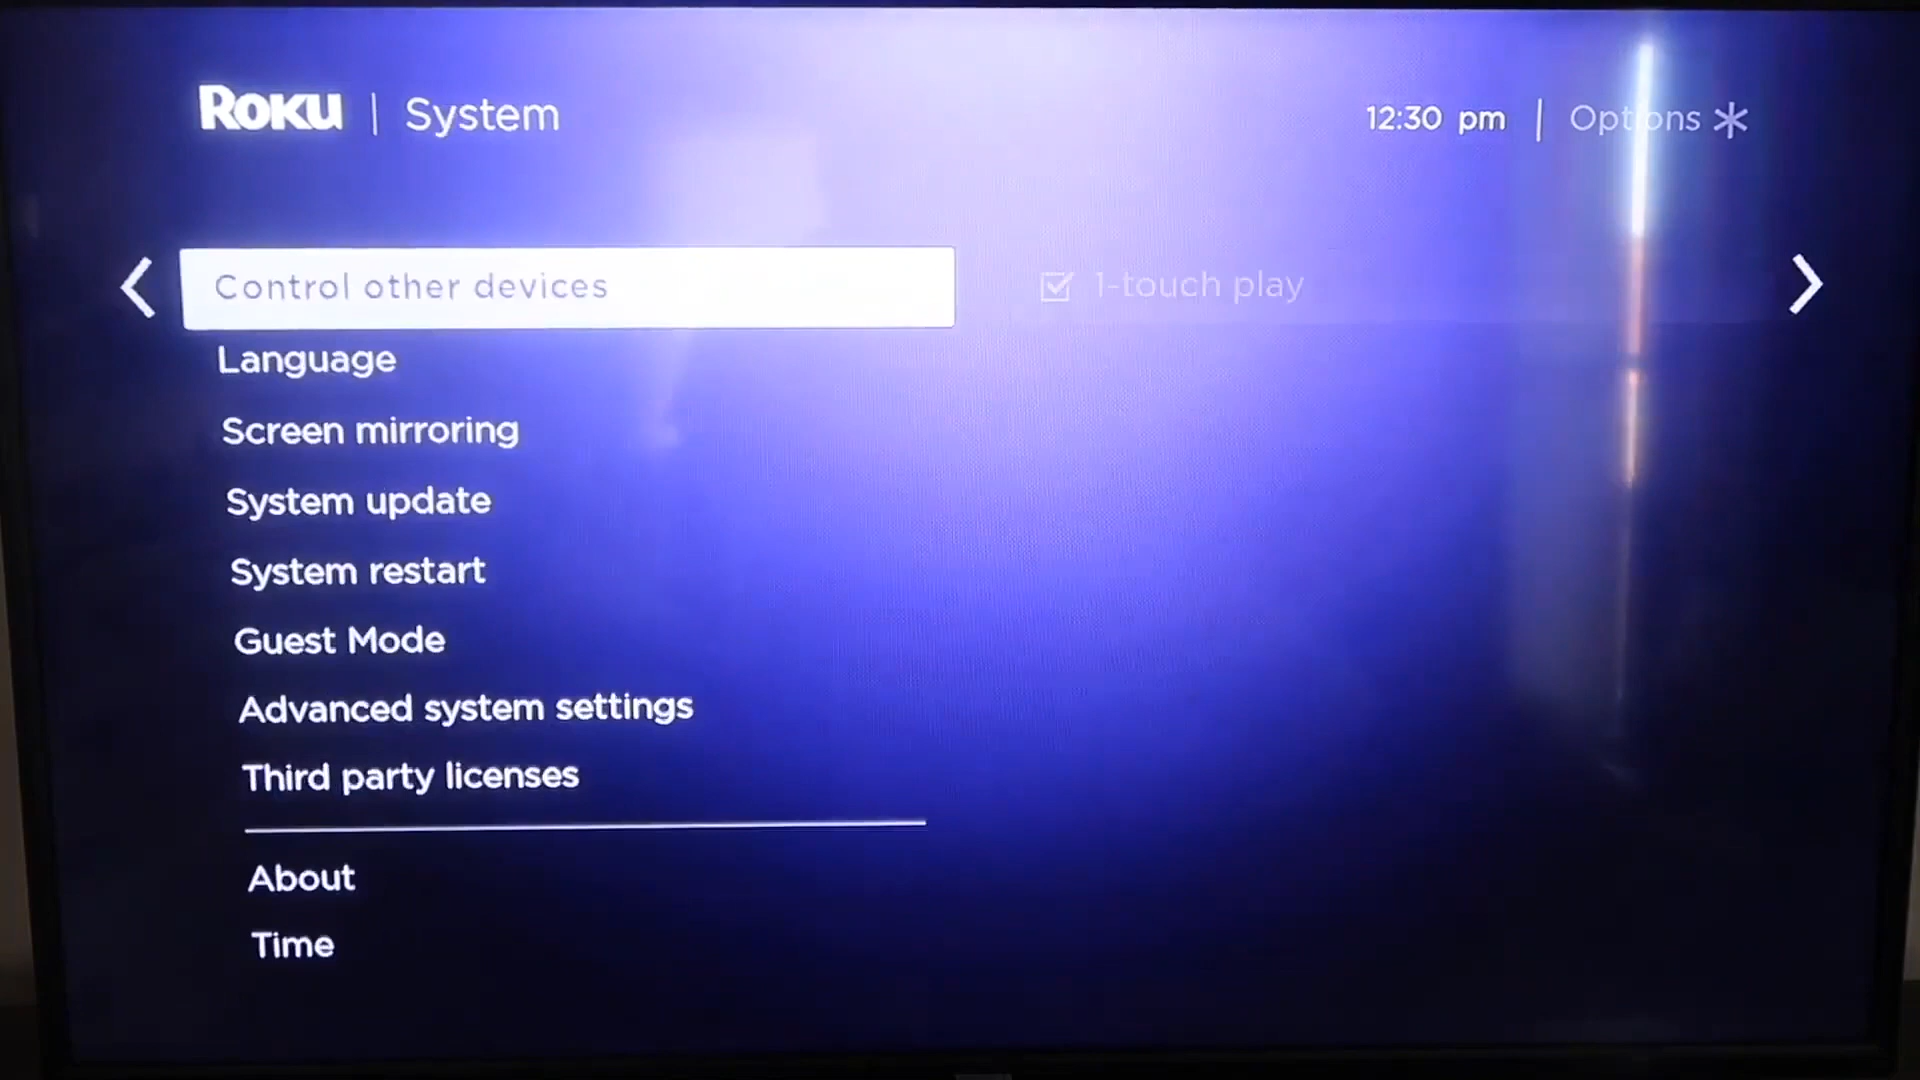 Roku | System
12:30 pm | Options *
Control other devices
1-touch play
Language
Screen mirroring
System update
System restart
Guest Mode
Advanced system settings
Third party licenses
About
Time